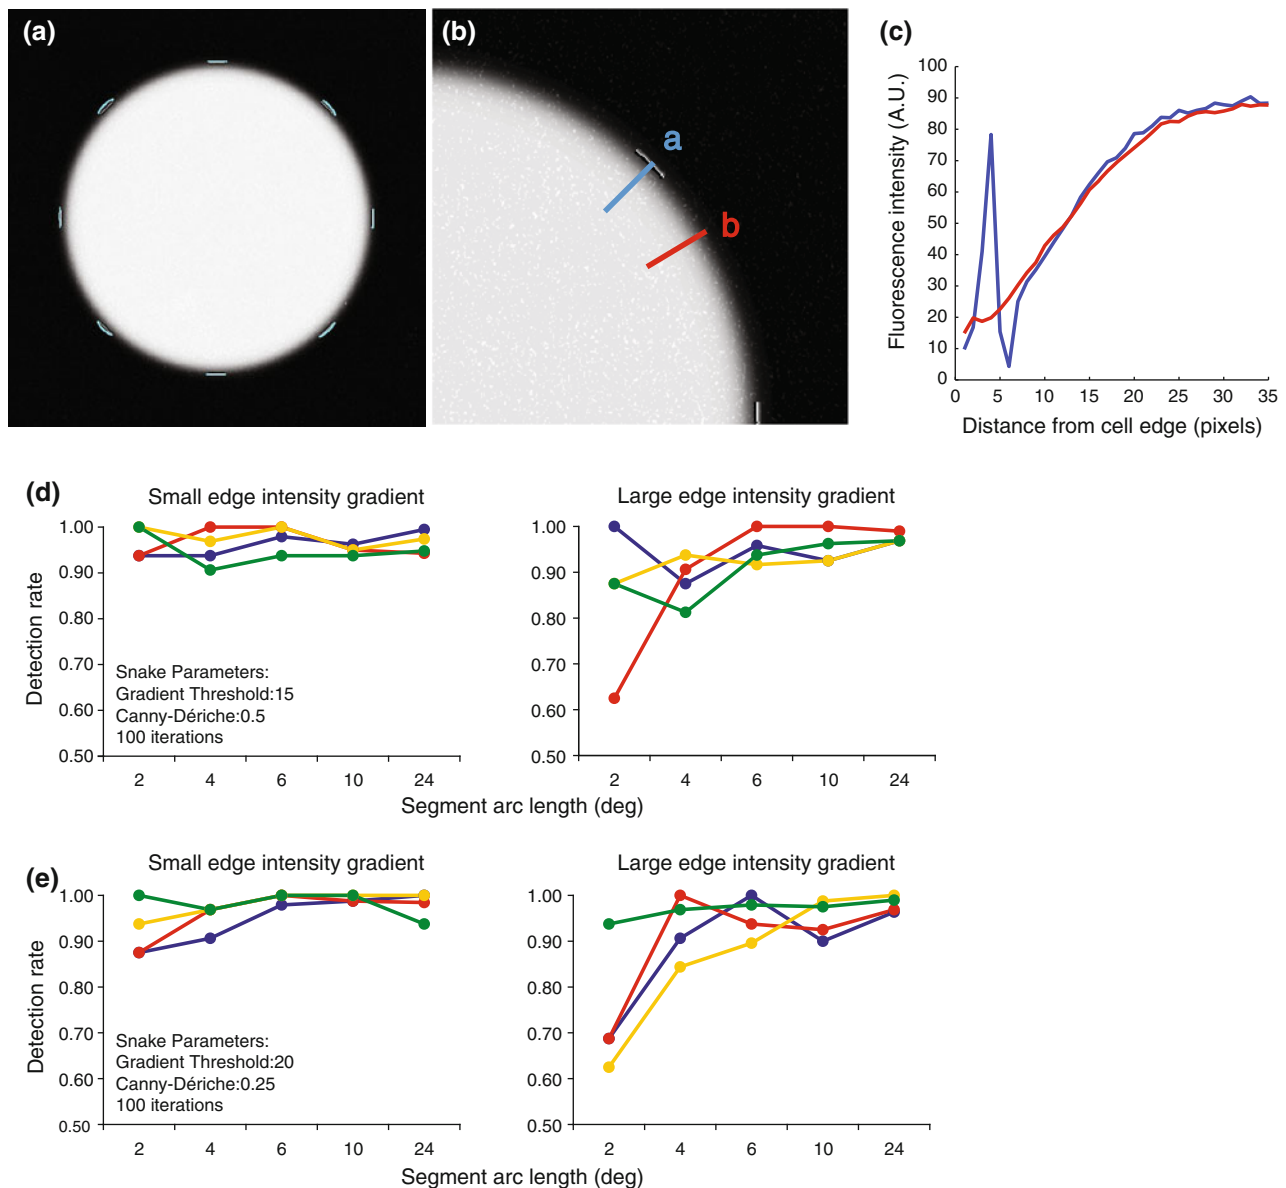 (a)
(b)
a
b
(c)
Fluorescence intensity (A.U.)
100
90
80
70
60
50
40
30
20
10
0
0 5 10 15 20 25 30 35
Distance from cell edge (pixels)
(d)
Small edge intensity gradient
Large edge intensity gradient
Detection rate
1.00
0.90
0.80
0.70
0.60
0.50
Snake Parameters:
Gradient Threshold:15
Canny-Dériche:0.5
100 iterations
2 4 6 10 24
1.00
0.90
0.80
0.70
0.60
0.50
2 4 6 10 24
Segment arc length (deg)
(e)
Small edge intensity gradient
Large edge intensity gradient
Detection rate
1.00
0.90
0.80
0.70
0.60
0.50
Snake Parameters:
Gradient Threshold:20
Canny-Dériche:0.25
100 iterations
2 4 6 10 24
1.00
0.90
0.80
0.70
0.60
0.50
2 4 6 10 24
Segment arc length (deg)